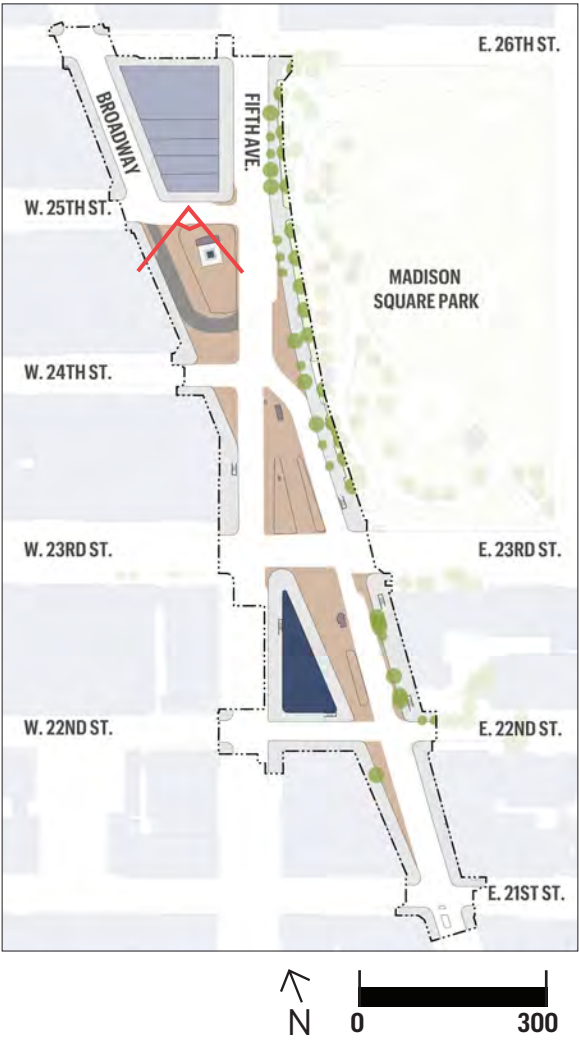 E. 26TH ST.
BROADWAY
FIFTH AVE.
W. 25TH ST.
MADISON
SQUARE PARK
W. 24TH ST.
W. 23RD ST.
E. 23RD ST.
W. 22ND ST.
E. 22ND ST.
E. 21ST ST.
N
0
300